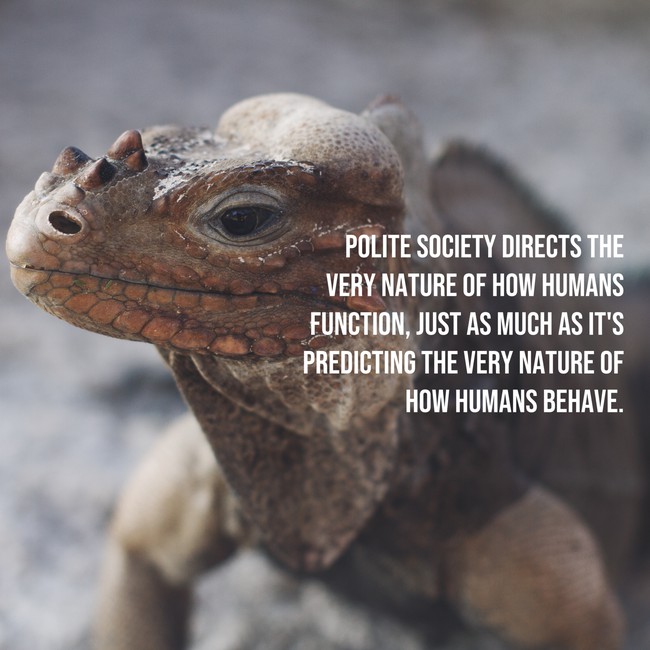 POLITE SOCIETY DIRECTS THE
VERY NATURE OF HOW HUMANS
FUNCTION, JUST AS MUCH AS IT'S
PREDICTING THE VERY NATURE OF
HOW HUMANS BEHAVE.